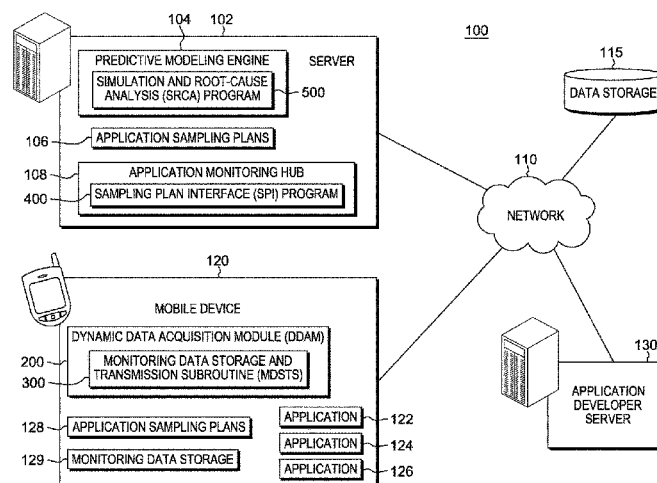 100
104
102
PREDICTIVE MODELING ENGINE
SERVER
SIMULATION AND ROOT-CAUSE
ANALYSIS (SRCA) PROGRAM
500
106
APPLICATION SAMPLING PLANS
108
APPLICATION MONITORING HUB
400
SAMPLING PLAN INTERFACE (SPI) PROGRAM
115
DATA STORAGE
110
NETWORK
120
MOBILE DEVICE
DYNAMIC DATA ACQUISITION MODULE (DDAM)
200
MONITORING DATA STORAGE AND
TRANSMISSION SUBROUTINE (MDSTS)
300
128
APPLICATION SAMPLING PLANS
129
MONITORING DATA STORAGE
APPLICATION
122
APPLICATION
124
APPLICATION
126
130
APPLICATION
DEVELOPER
SERVER